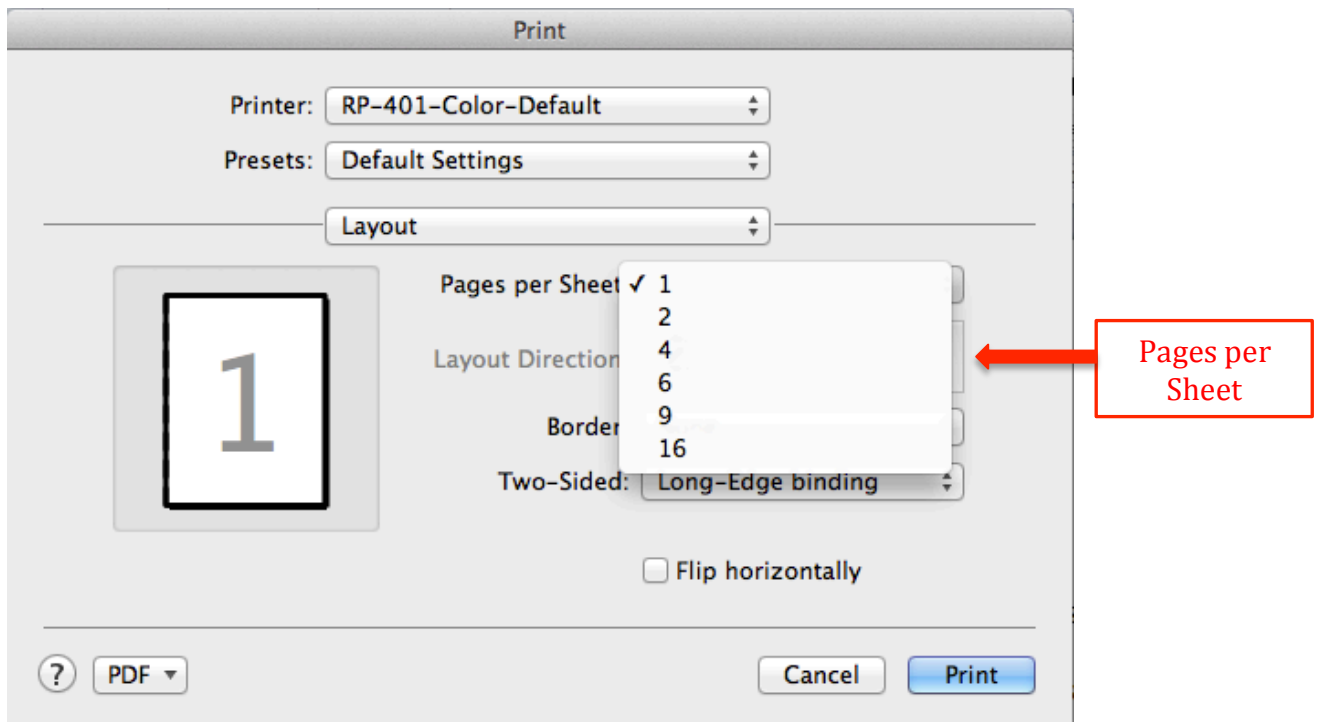 Print
Printer: RP-401-Color-Default
Presets: Default Settings
Layout
1
Pages per Sheet ✓ 1
2
Layout Direction 4
6
Border 9
16
Two-Sided: Long-Edge binding
Flip horizontally
? PDF
Cancel Print
Pages per
Sheet